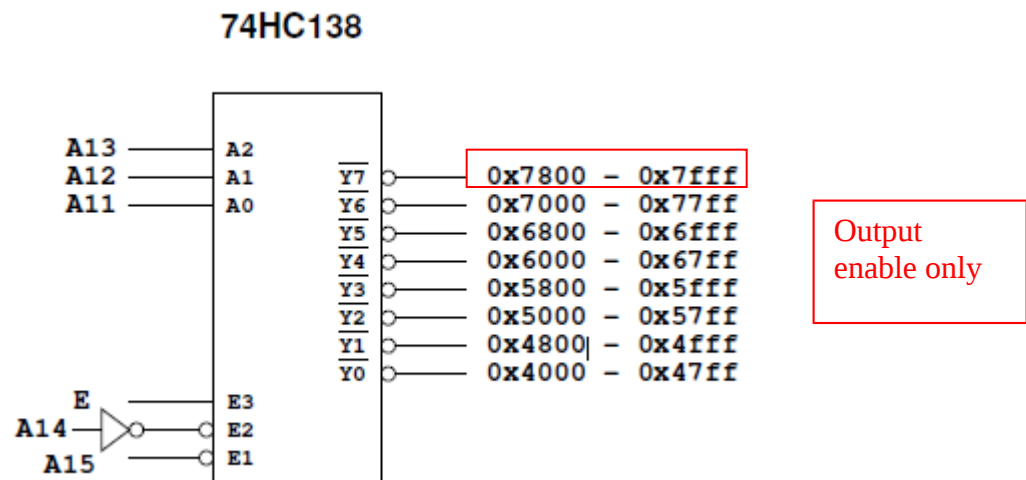 74HC138
A13 A2
A12 A1 Y7 0x7800 - 0x7fff
A11 A0 Y6 0x7000 - 0x77ff
Y5 0x6800 - 0x6fff
Y4 0x6000 - 0x67ff
Y3 0x5800 - 0x5fff
Y2 0x5000 - 0x57ff
Y1 0x4800 - 0x4fff
Y0 0x4000 - 0x47ff
E E3
A14 E2
A15 E1
Output
enable only